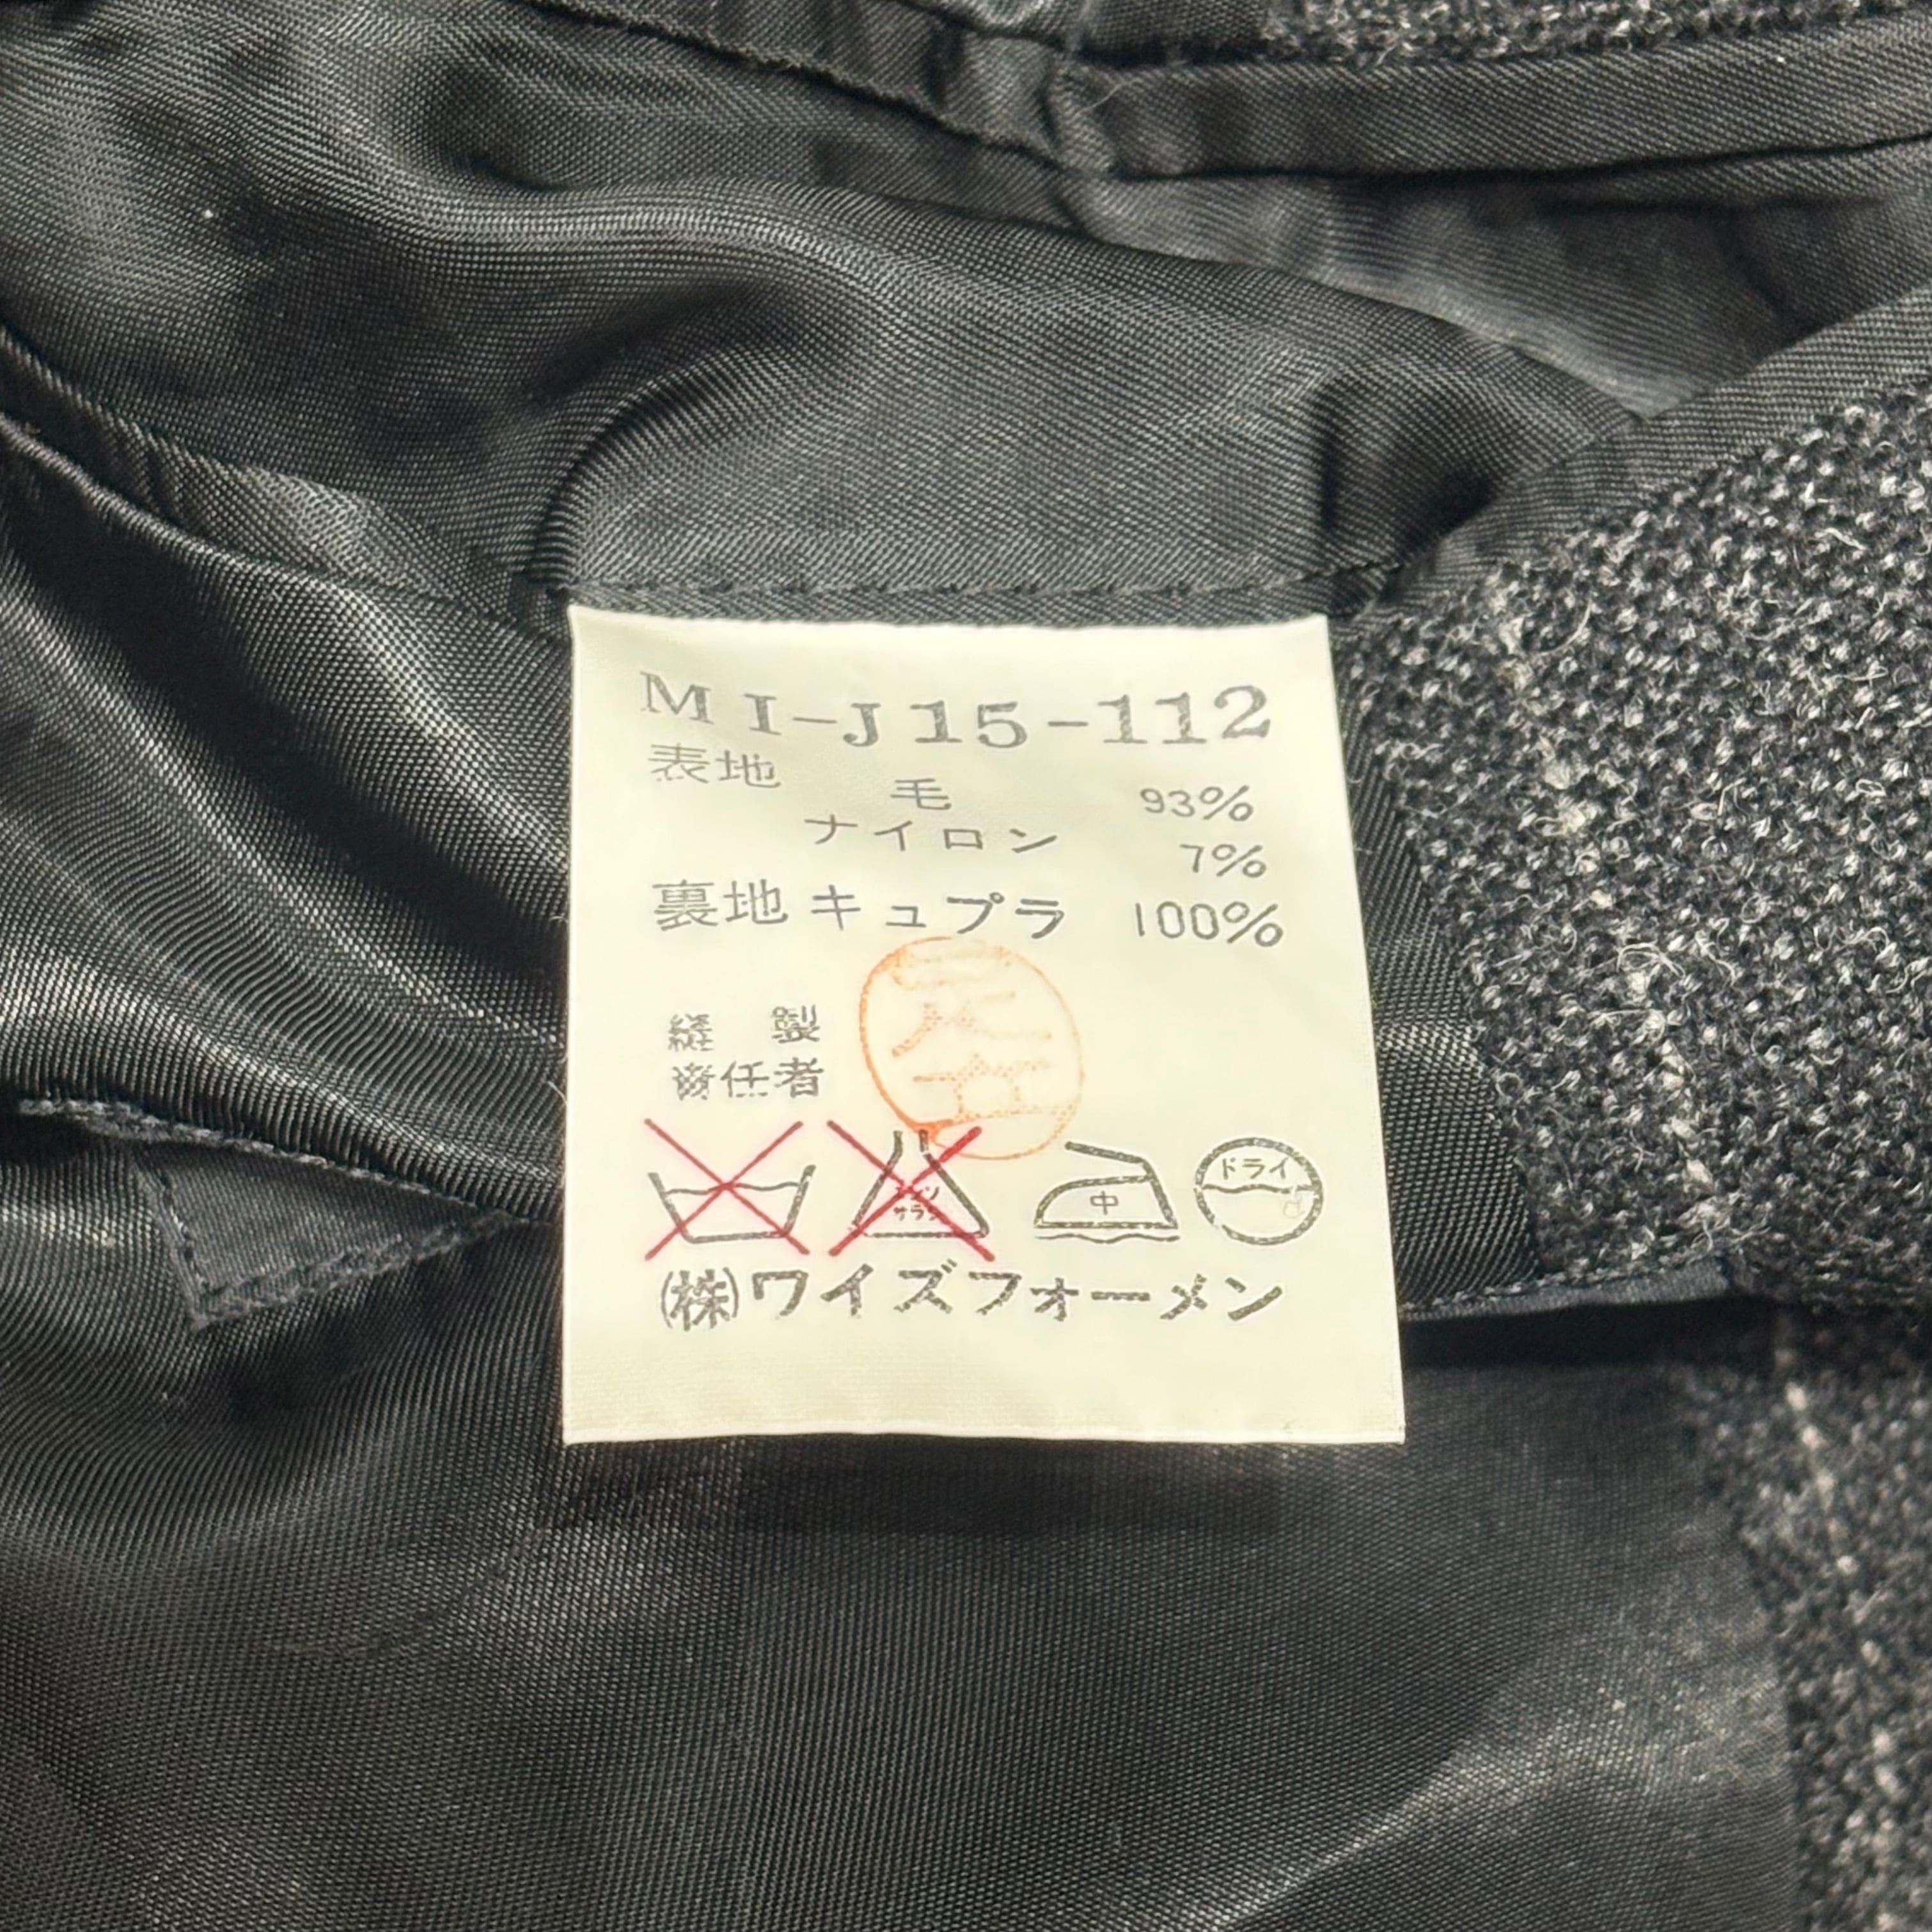 MI-J15-112
表地 毛 93%
ナイロン 7%
裏地 キュプラ 100%
縫製
責任者
中 ドライ
(株)ワイズフォーメン